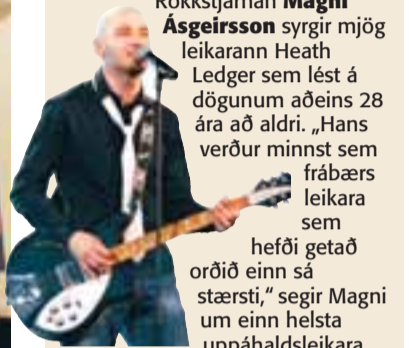 Rokkstjarnan Magni
Ásgeirsson syrgir mjög
leikarann Heath
Ledger sem lést á
dögunum aðeins 28
ára að aldri. „Hans
verður minnst sem
frábærs
leikara
sem
hefði getað
orðið einn sá
stærsti,“ segir Magni
um einn helsta
uppáhaldsleikara